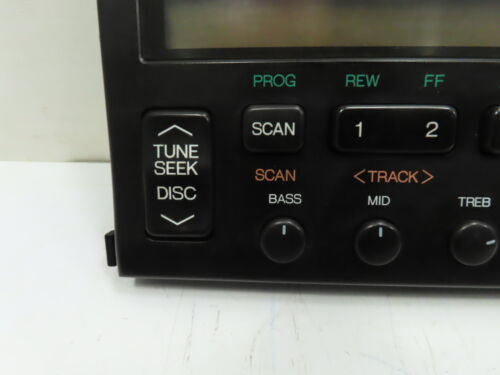 PROG REW FF
TUNE
SEEK
DISC
SCAN 1 2
SCAN <TRACK>
BASS MID TREB